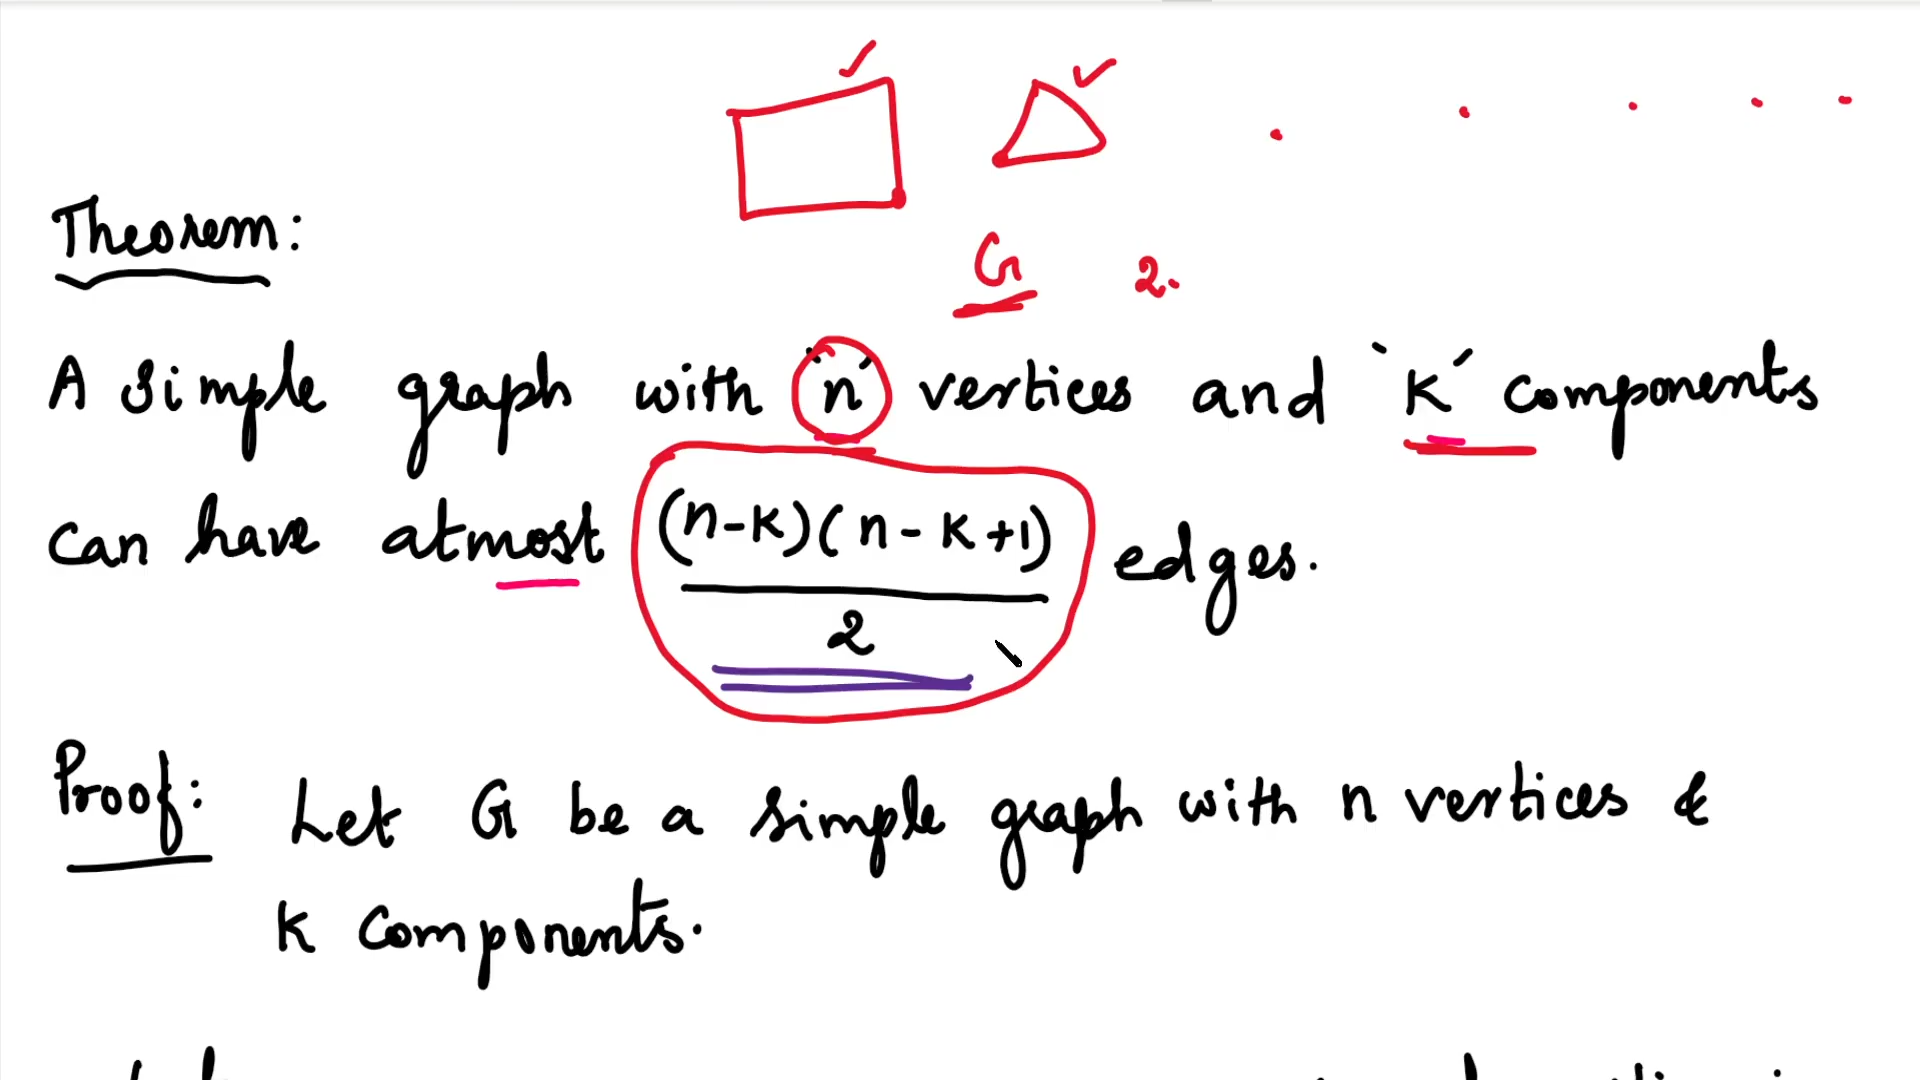 G 2.
Theorem:
A simple graph with 'n' vertices and 'K' components
can have atmost (n-K)(n-K+1)
2
edges.
Proof: Let G be a simple graph with n vertices &
K components.